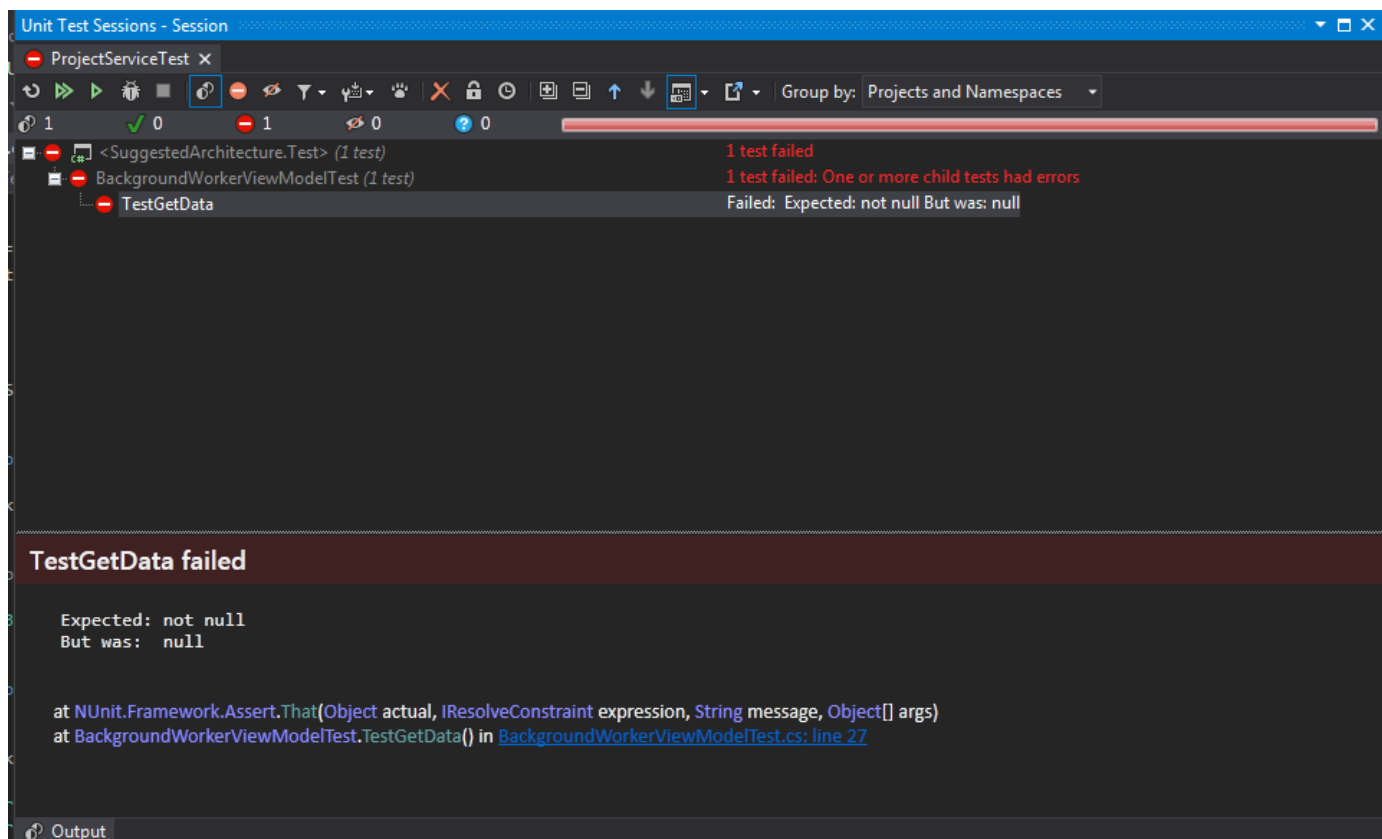 Unit Test Sessions - Session
ProjectServiceTest
Group by: Projects and Namespaces
1 0 1 0 0
<SuggestedArchitecture.Test> (1 test) 1 test failed
BackgroundWorkerViewModelTest (1 test) 1 test failed: One or more child tests had errors
TestGetData Failed: Expected: not null But was: null
TestGetData failed
Expected: not null
But was: null
at NUnit.Framework.Assert.That(Object actual, IResolveConstraint expression, String message, Object[] args)
at BackgroundWorkerViewModelTest.TestGetData() in BackgroundWorkerViewModelTest.cs: line 27
Output